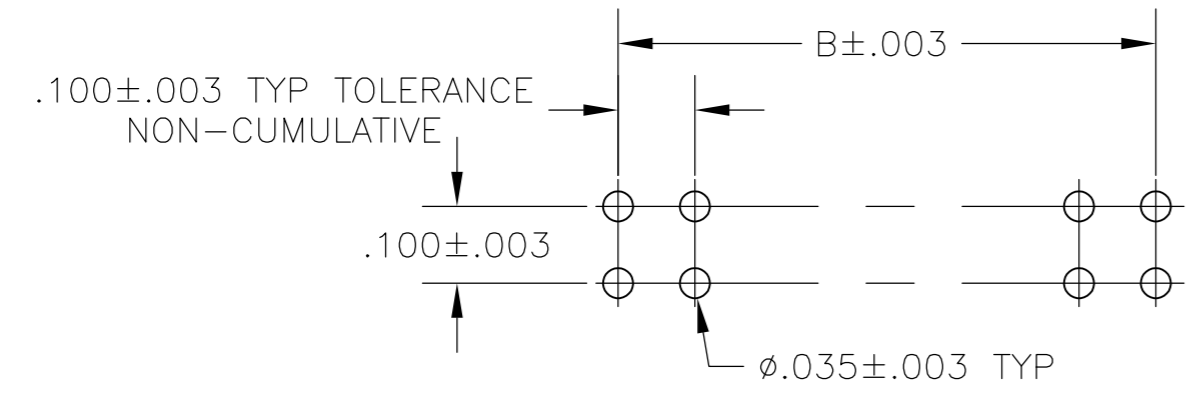 B±.003
.100±.003 TYP TOLERANCE
NON-CUMULATIVE
.100±.003
⌀.035±.003 TYP